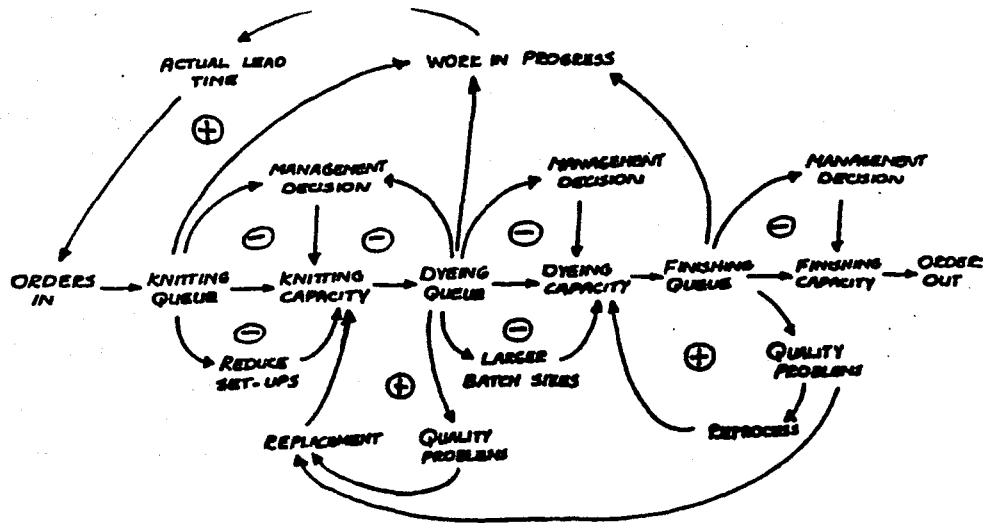 ACTUAL LEAD
TIME
WORK IN PROGRESS
+
MANAGEMENT
DECISION
MANAGEMENT
DECISION
MANAGEMENT
DECISION
−
−
−
−
ORDERS
IN
KNITTING
QUEUE
KNITTING
CAPACITY
DYEING
QUEUE
DYEING
CAPACITY
FINISHING
QUEUE
FINISHING
CAPACITY
ORDERS
OUT
−
−
REDUCE
SET-UPS
LARGER
BATCH SIZES
+
+
QUALITY
PROBLEMS
REPLACEMENT
QUALITY
PROBLEMS
REPROCESS